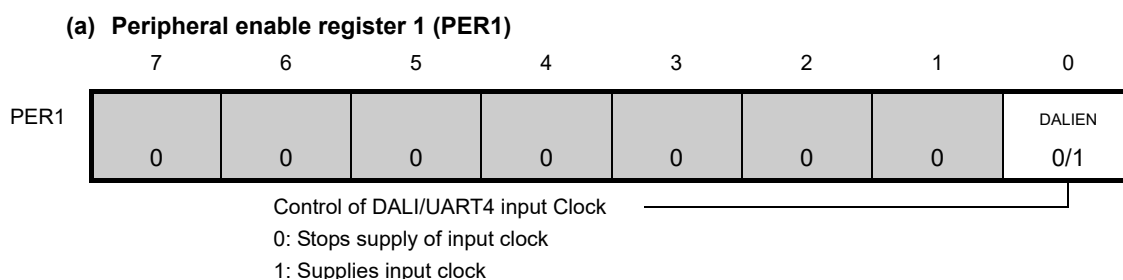 (a) Peripheral enable register 1 (PER1)
7 6 5 4 3 2 1 0
PER1 DALIEN
0 0 0 0 0 0 0 0/1
Control of DALI/UART4 input Clock
0: Stops supply of input clock
1: Supplies input clock